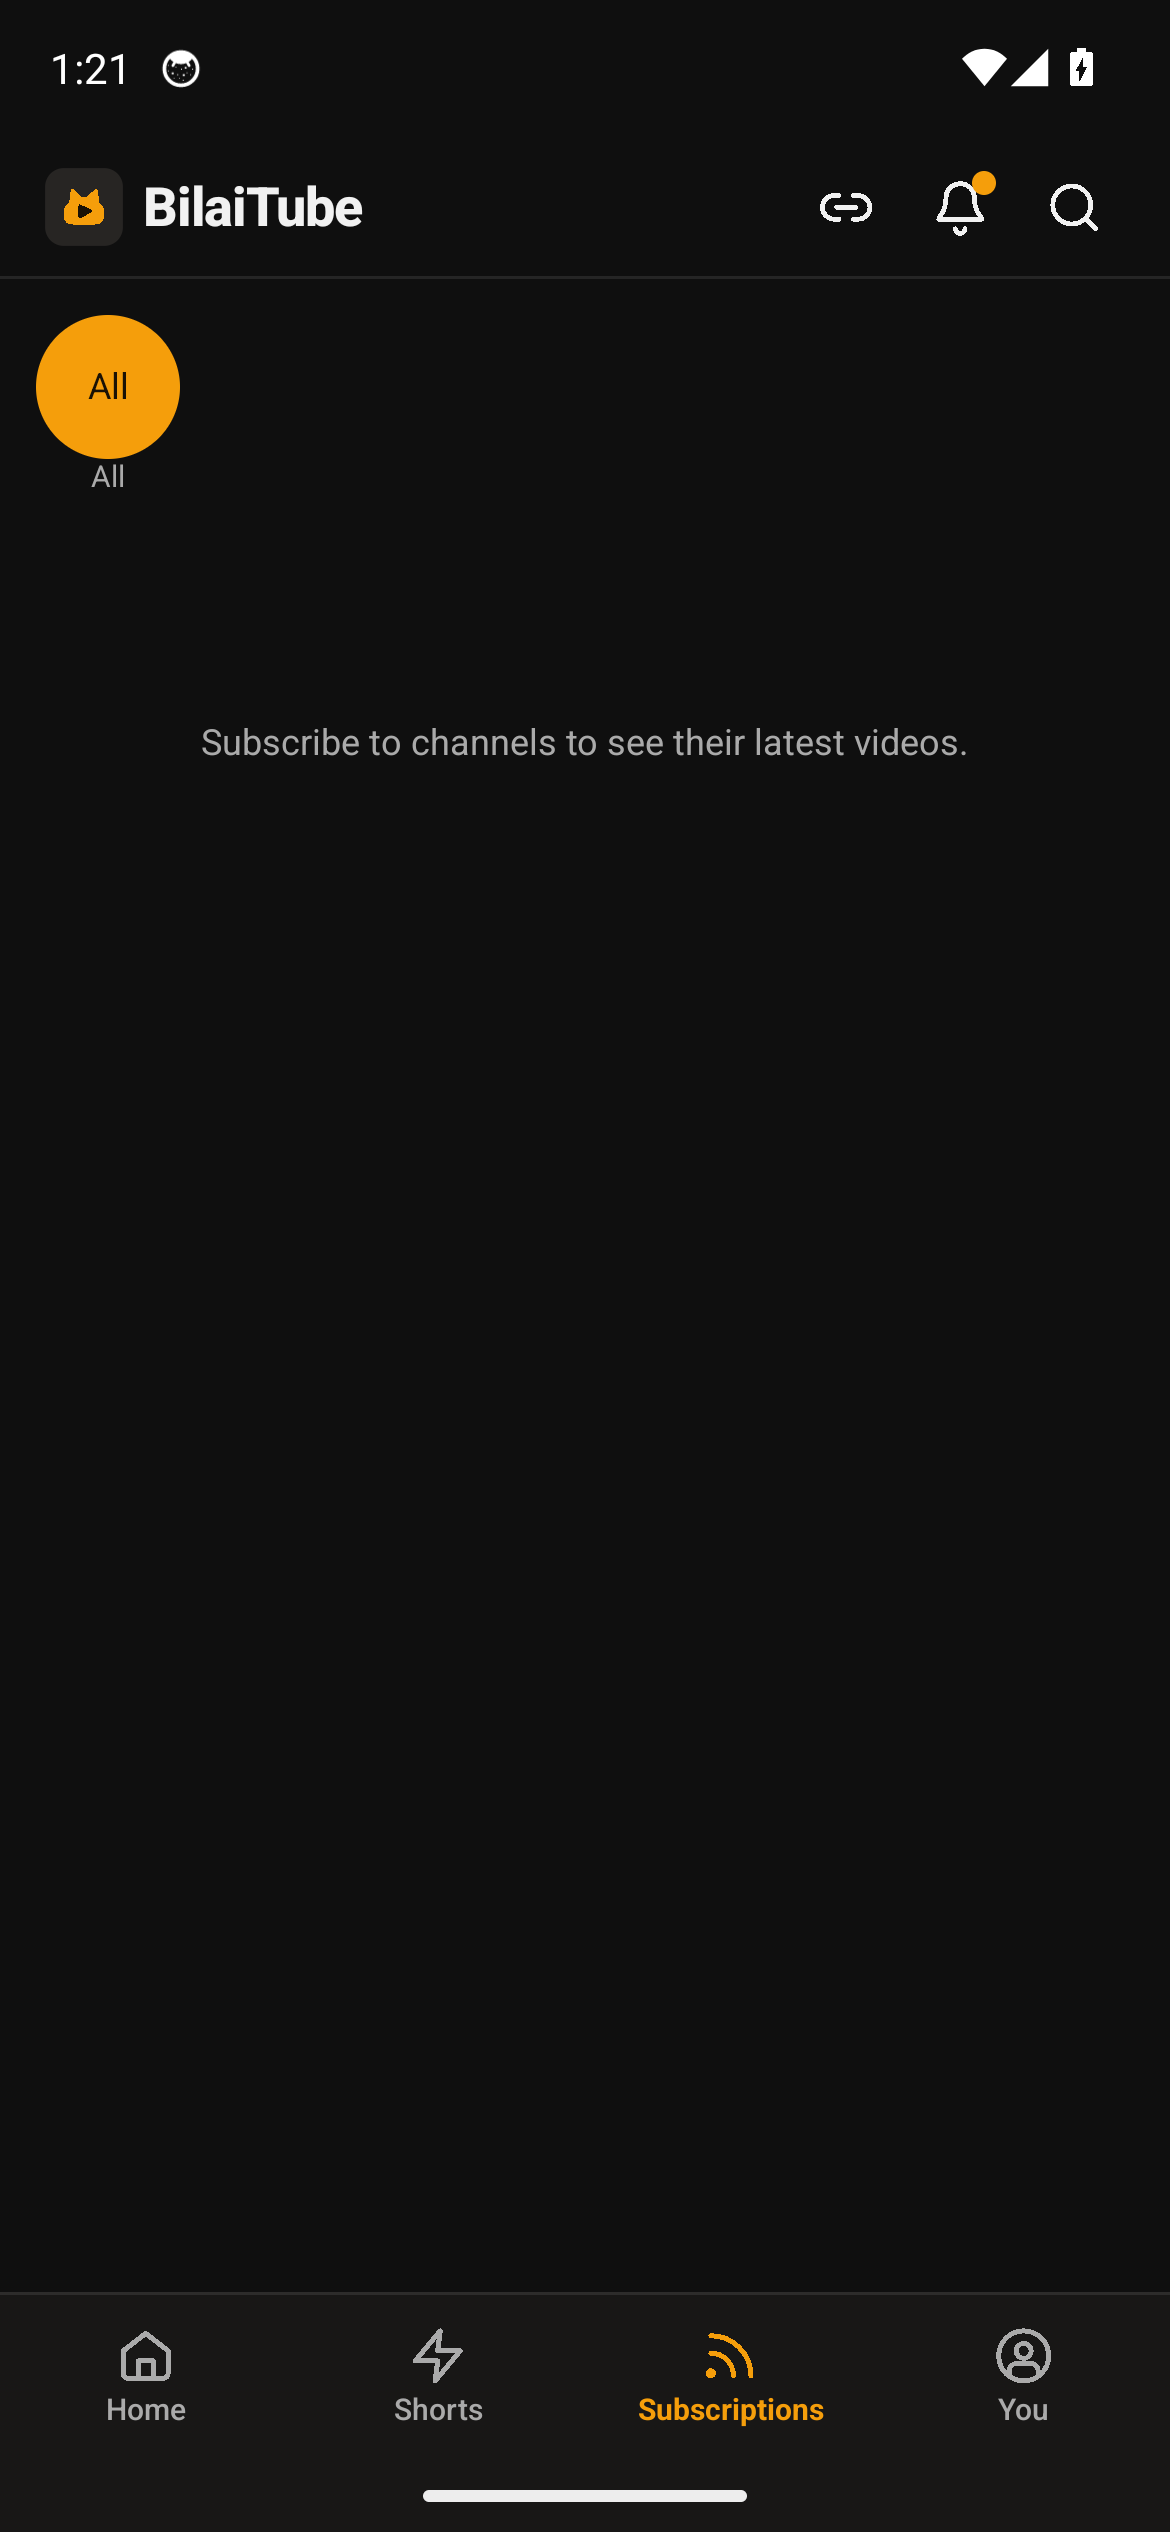 1:21
BilaiTube
All
All
Subscribe to channels to see their latest videos.
Home
Shorts
Subscriptions
You